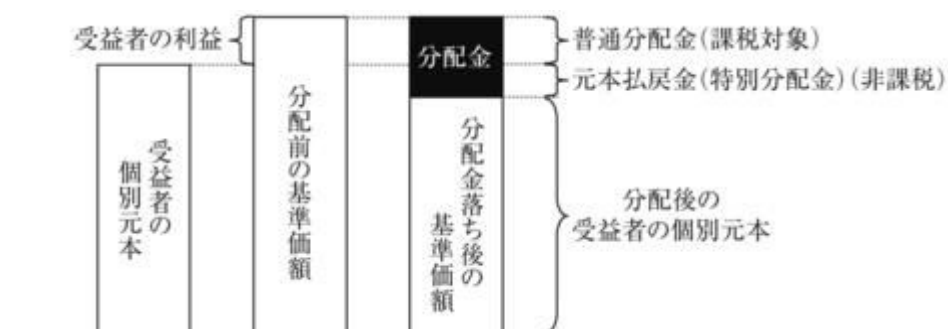 受益者の利益
分配金
普通分配金(課税対象)
元本払戻金(特別分配金)(非課税)
受益者の
個別元本
分配前の基準価額
分配金落ち後の
基準価額
分配後の
受益者の個別元本